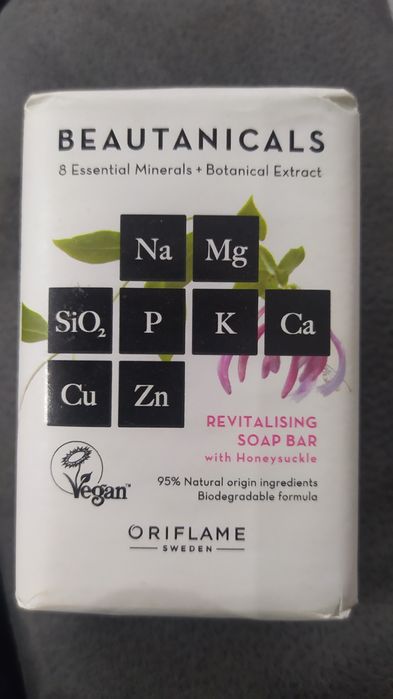 BEAUTANICALS
8 Essential Minerals + Botanical Extract
Na Mg
SiO₂ P K Ca
Cu Zn
REVITALISING
SOAP BAR
with Honeysuckle
Vegan™
95% Natural origin ingredients
Biodegradable formula
ORIFLAME
SWEDEN